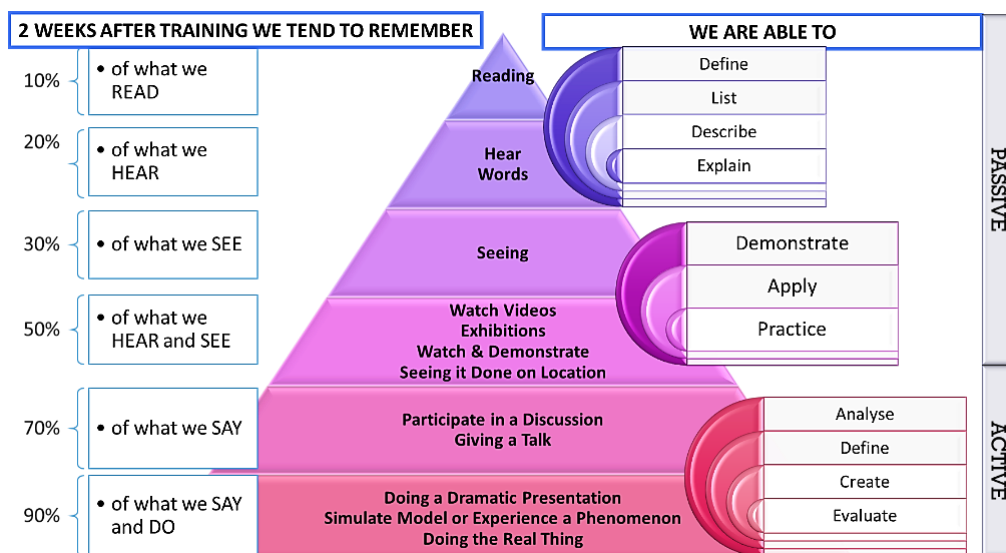 2 WEEKS AFTER TRAINING WE TEND TO REMEMBER
WE ARE ABLE TO
10%
• of what we
READ
20%
• of what we
HEAR
30%
• of what we SEE
50%
• of what we
HEAR and SEE
70%
• of what we SAY
90%
• of what we SAY
and DO
Reading
Hear
Words
Seeing
Watch Videos
Exhibitions
Watch & Demonstrate
Seeing it Done on Location
Participate in a Discussion
Giving a Talk
Doing a Dramatic Presentation
Simulate Model or Experience a Phenomenon
Doing the Real Thing
Define
List
Describe
Explain
Demonstrate
Apply
Practice
Analyse
Define
Create
Evaluate
PASSIVE
ACTIVE